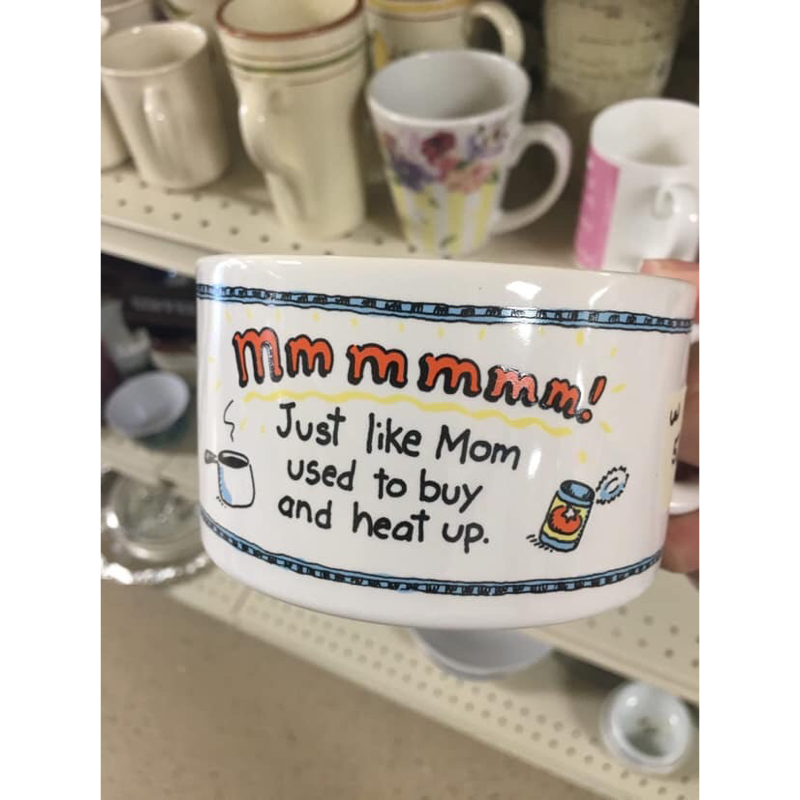 Mmmmmm!
Just like Mom
used to buy
and heat up.